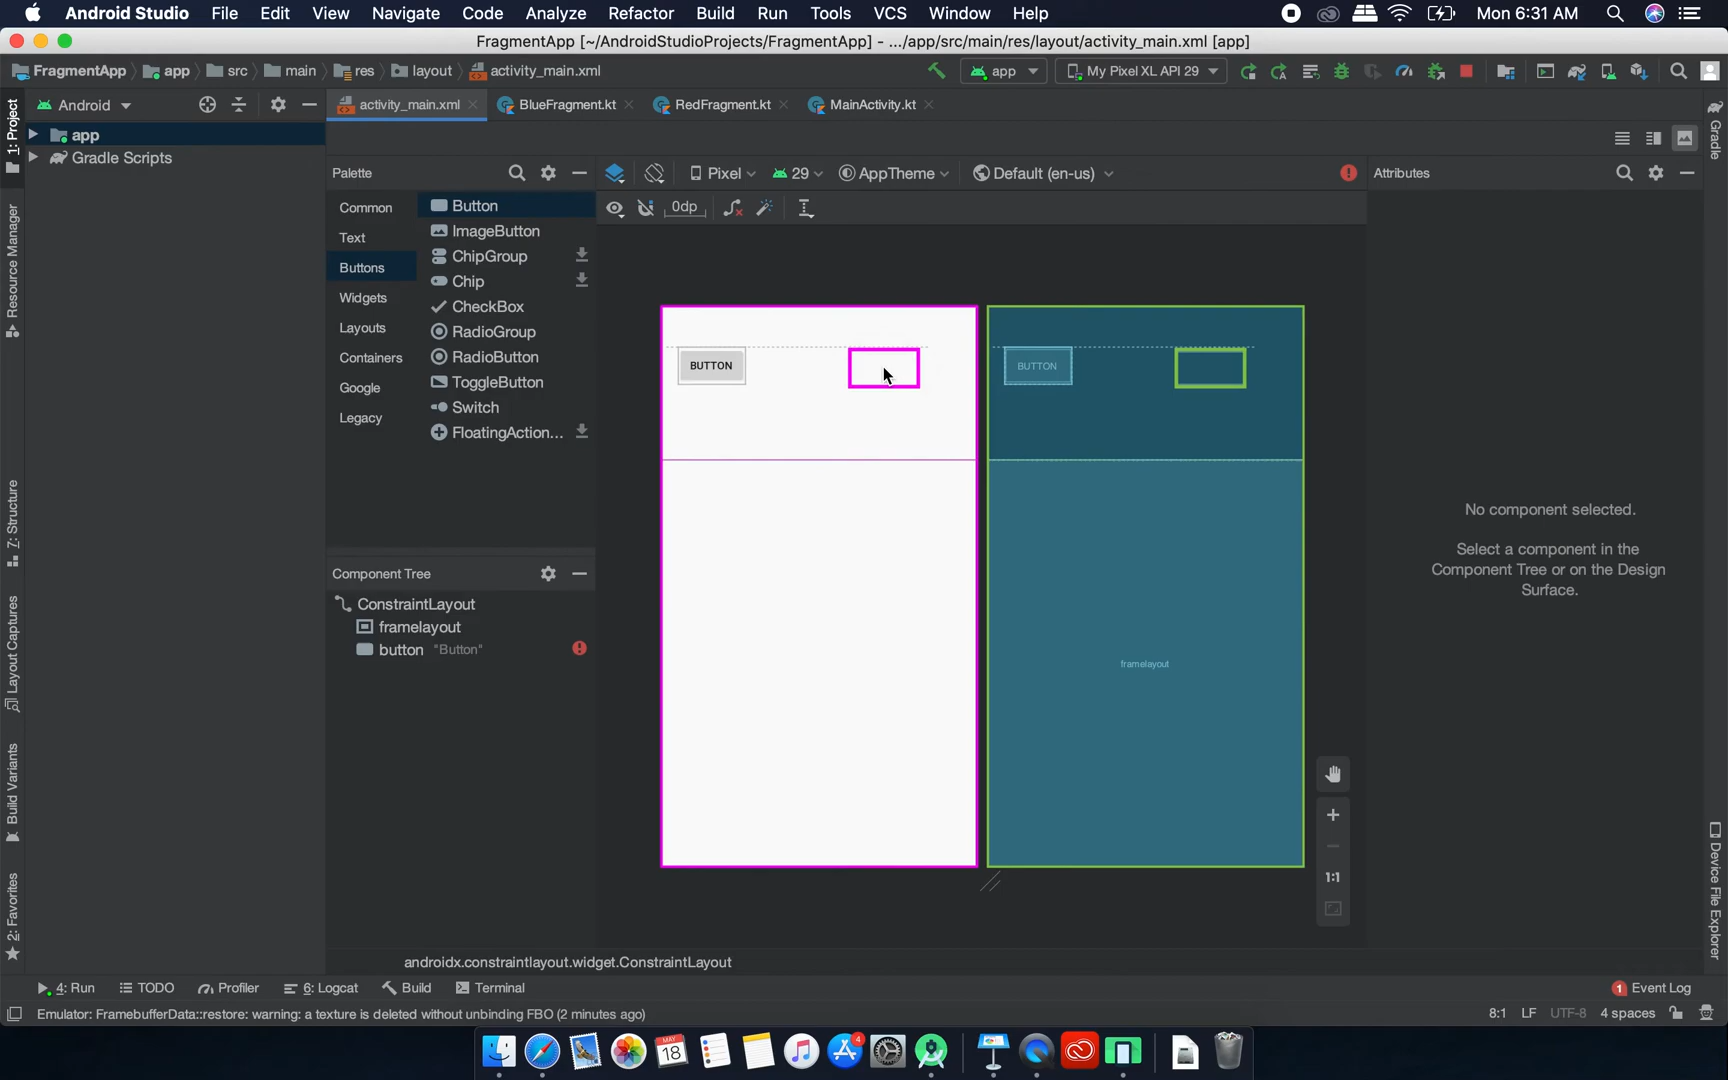 Android Studio File Edit View Navigate Code Analyze Refactor Build Run Tools VCS Window Help Mon 6:31 AM
FragmentApp [~/AndroidStudioProjects/FragmentApp] - .../app/src/main/res/layout/activity_main.xml [app]
FragmentApp app src main res layout activity_main.xml app My Pixel XL API 29
1: Project
Resource Manager
7: Structure
Layout Captures
Build Variants
2: Favorites
Android
app
Gradle Scripts
activity_main.xml BlueFragment.kt RedFragment.kt MainActivity.kt
Palette
Common
Text
Buttons
Widgets
Layouts
Containers
Google
Legacy
Button
ImageButton
ChipGroup
Chip
CheckBox
RadioGroup
RadioButton
ToggleButton
Switch
FloatingAction...
Component Tree
ConstraintLayout
framelayout
button "Button"
Pixel 29 AppTheme Default (en-us)
0dp
BUTTON
BUTTON
framelayout
1:1
Attributes
No component selected.
Select a component in the
Component Tree or on the Design
Surface.
Gradle
Device File Explorer
androidx.constraintlayout.widget.ConstraintLayout
4: Run TODO Profiler 6: Logcat Build Terminal 1 Event Log
Emulator: FramebufferData::restore: warning: a texture is deleted without unbinding FBO (2 minutes ago) 8:1 LF UTF-8 4 spaces
MAY
18
4